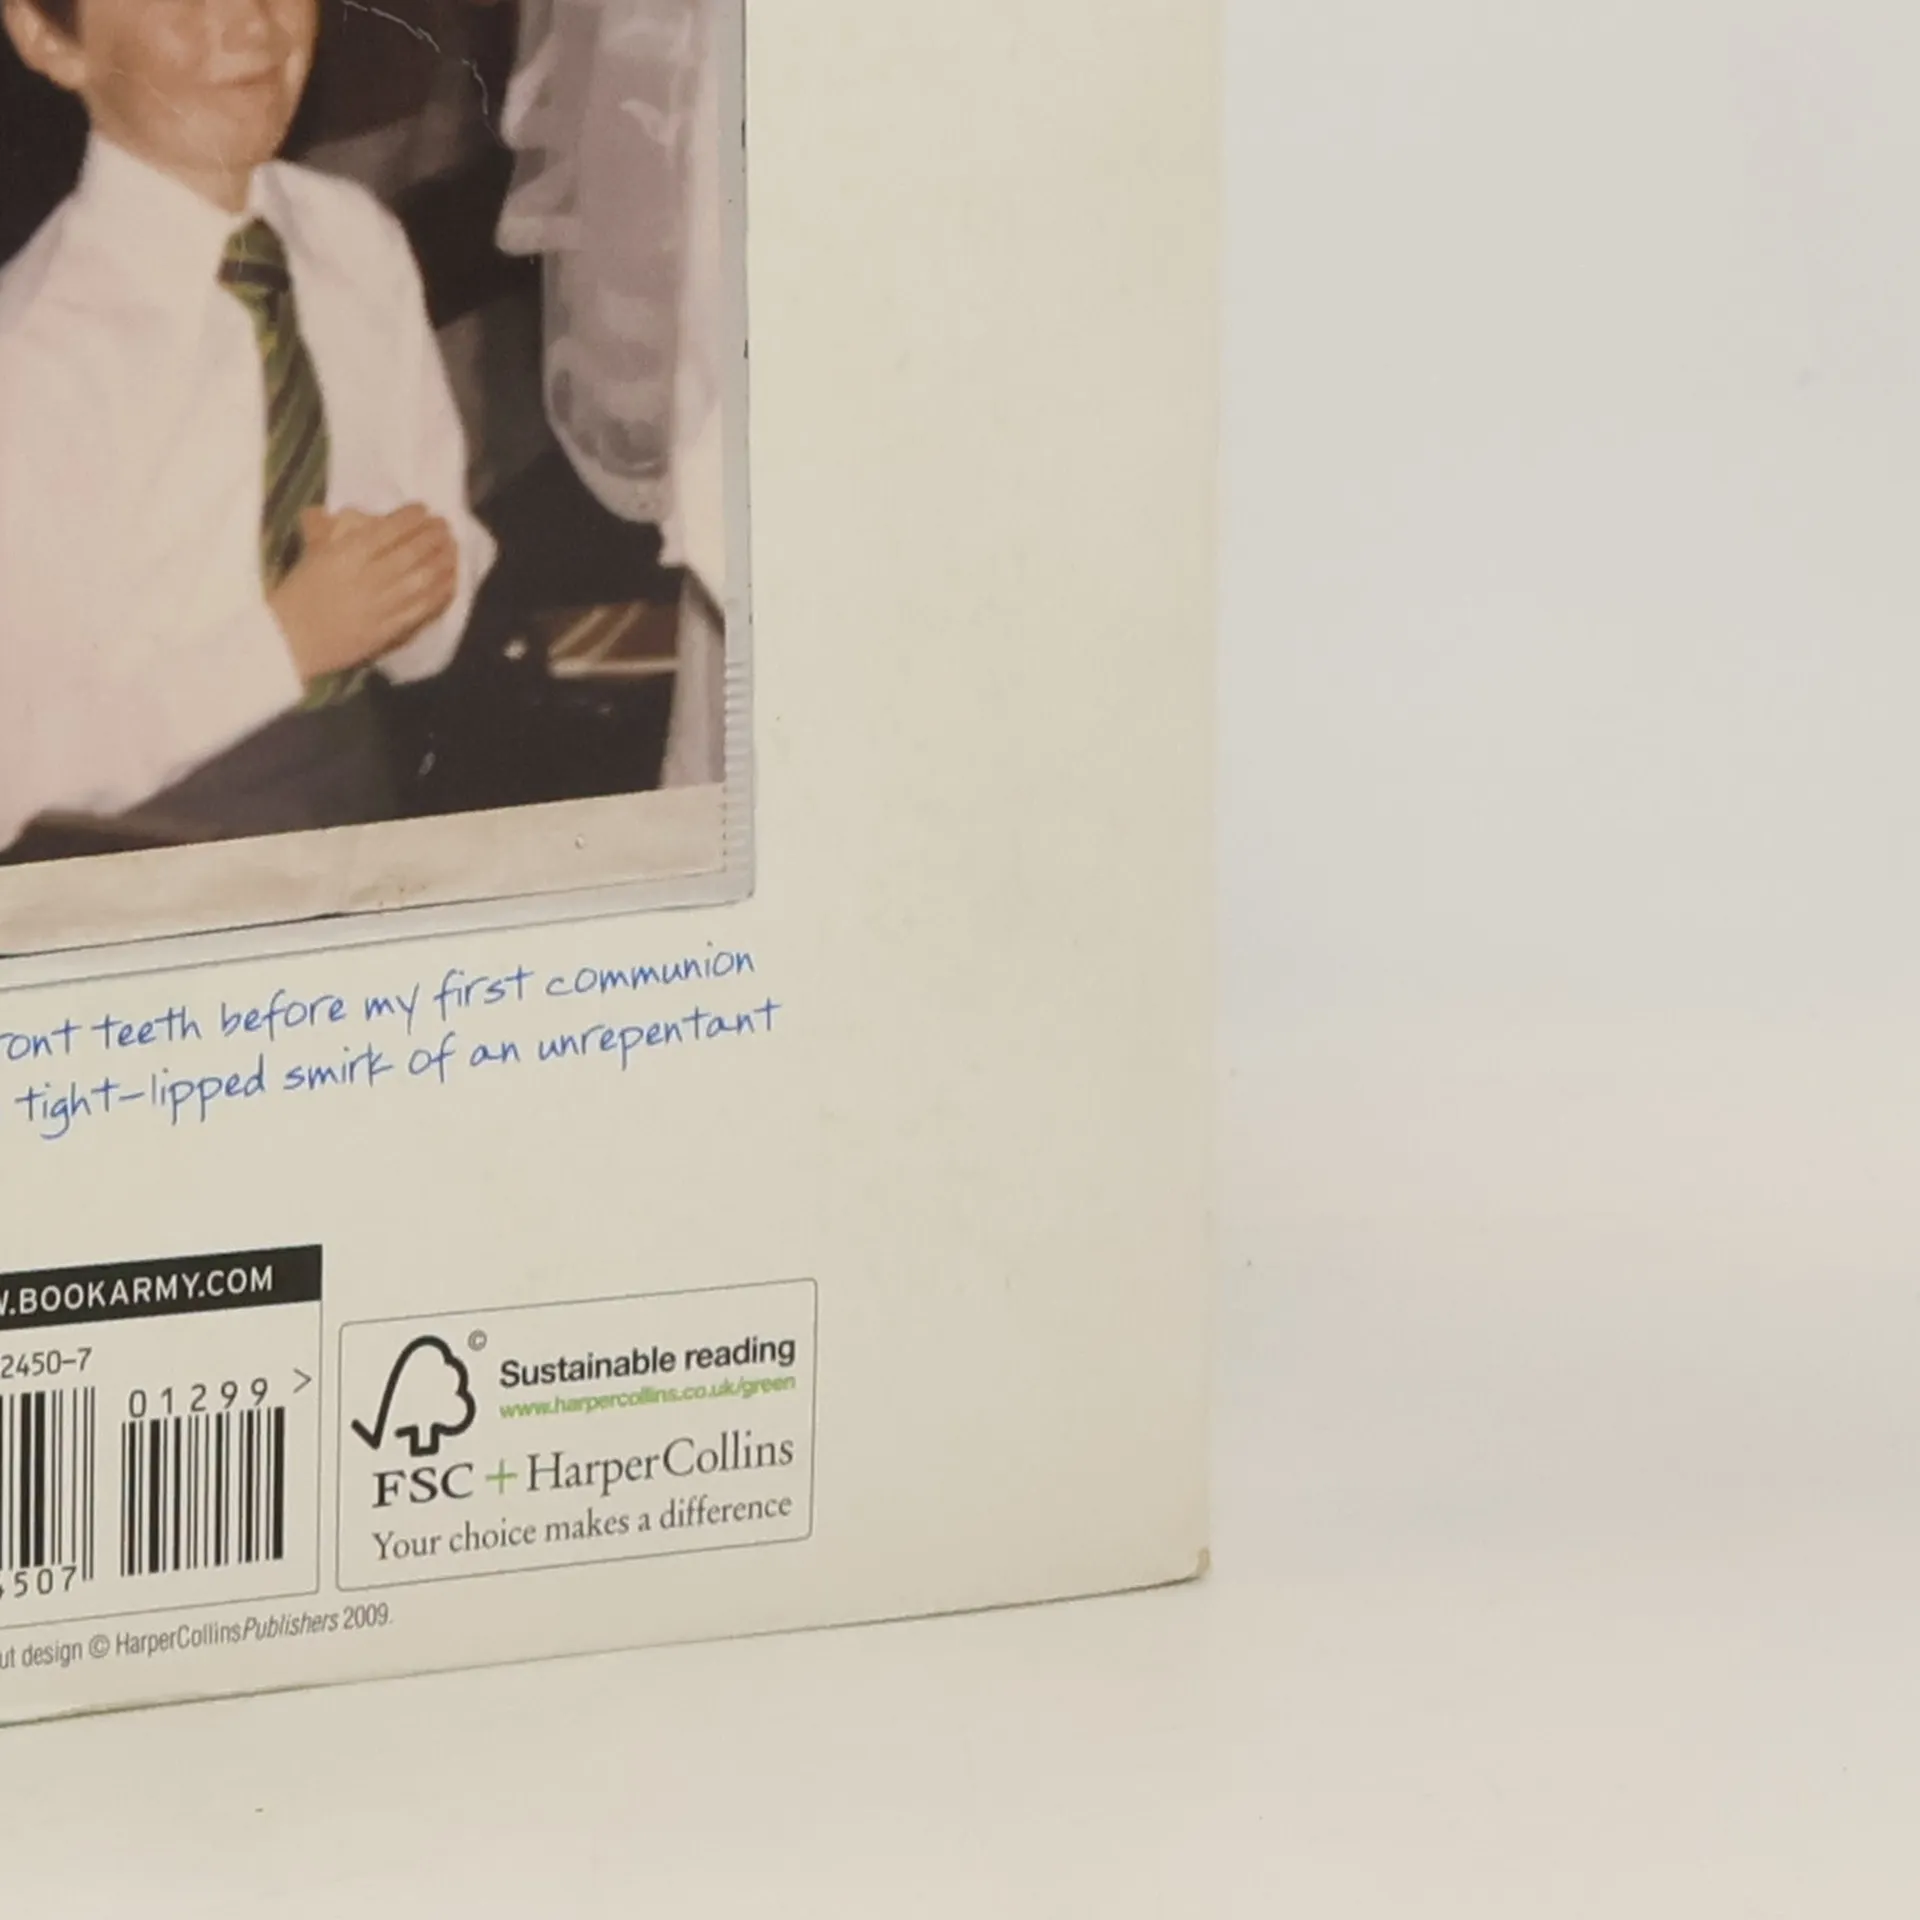 ront teeth before my first communion
tight-lipped smirk of an unrepentant
W.BOOKARMY.COM
2450-7
01299 >
507
©
Sustainable reading
www.harpercollins.co.uk/green
FSC + HarperCollins
Your choice makes a difference
ut design © HarperCollinsPublishers 2009.